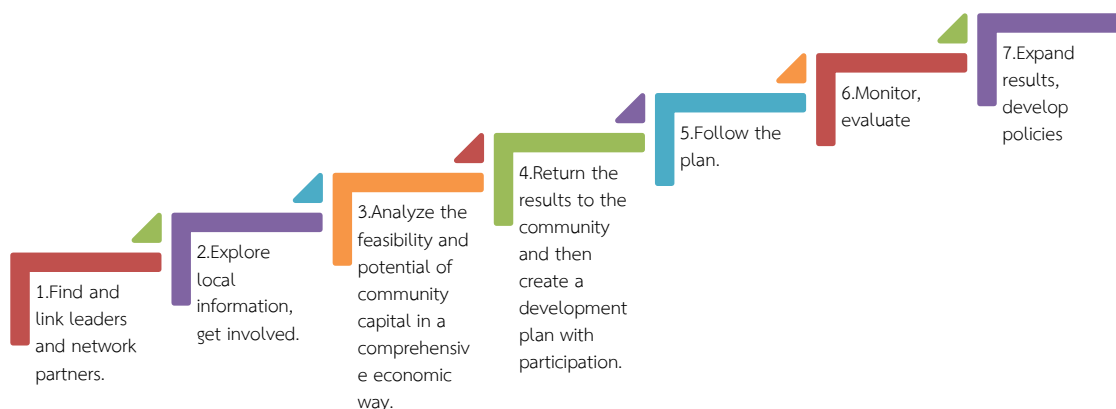 1.Find and
link leaders
and network
partners.
2.Explore
local
information,
get involved.
3.Analyze the
feasibility and
potential of
community
capital in a
comprehensiv
e economic
way.
4.Return the
results to the
community
and then
create a
development
plan with
participation.
5.Follow the
plan.
6.Monitor,
evaluate
7.Expand
results,
develop
policies